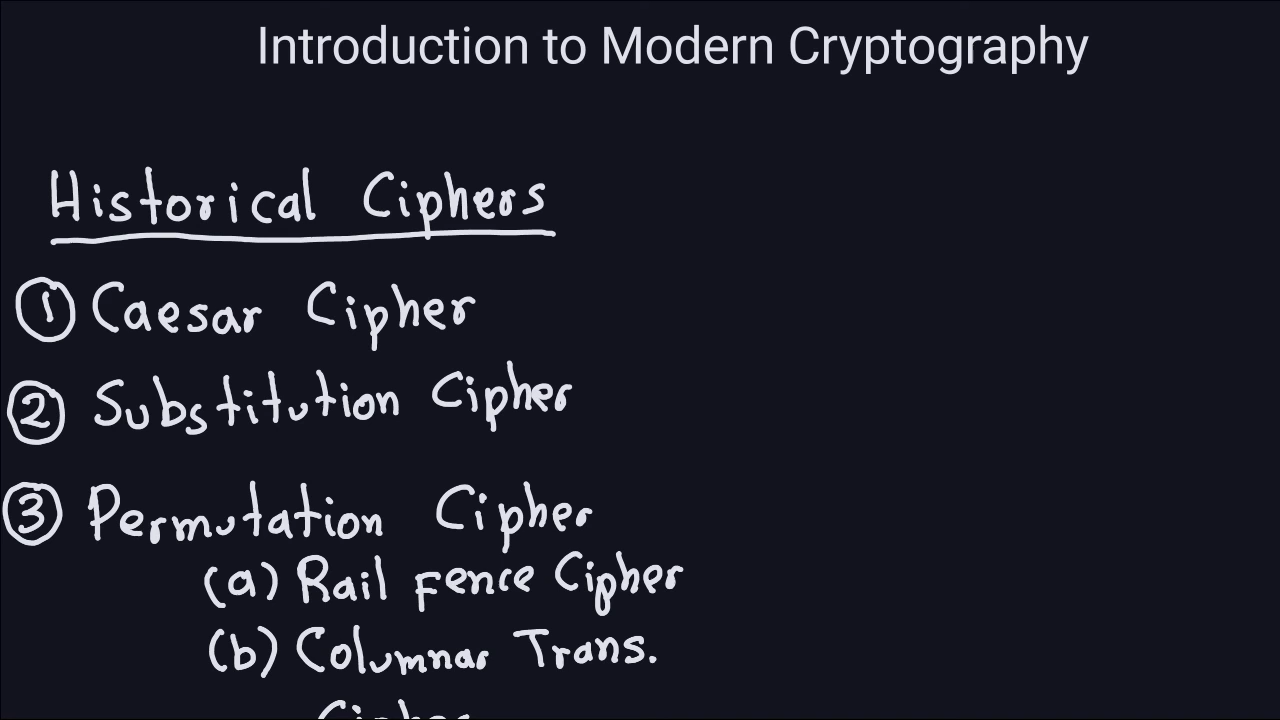 Introduction to Modern Cryptography
Historical Ciphers
① Caesar Cipher
② Substitution Cipher
③ Permutation Cipher
(a) Rail Fence Cipher
(b) Columnar Trans.
Cipher